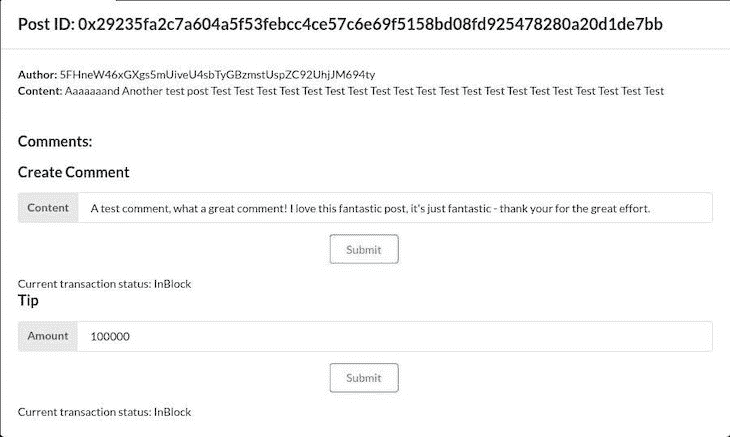 Post ID: 0x29235fa2c7a604a5f53febcc4ce57c6e69f5158bd08fd925478280a20d1de7bb
Author: 5FHneW46xGXgs5mUiveU4sbTyGBzmstUspZC92UhjJM694ty
Content: Aaaaaaand Another test post Test Test Test Test Test Test Test Test Test Test Test Test Test Test Test Test Test Test Test Test
Comments:
Create Comment
Content A test comment, what a great comment! I love this fantastic post, it's just fantastic - thank your for the great effort.
Submit
Current transaction status: InBlock
Tip
Amount 100000
Submit
Current transaction status: InBlock